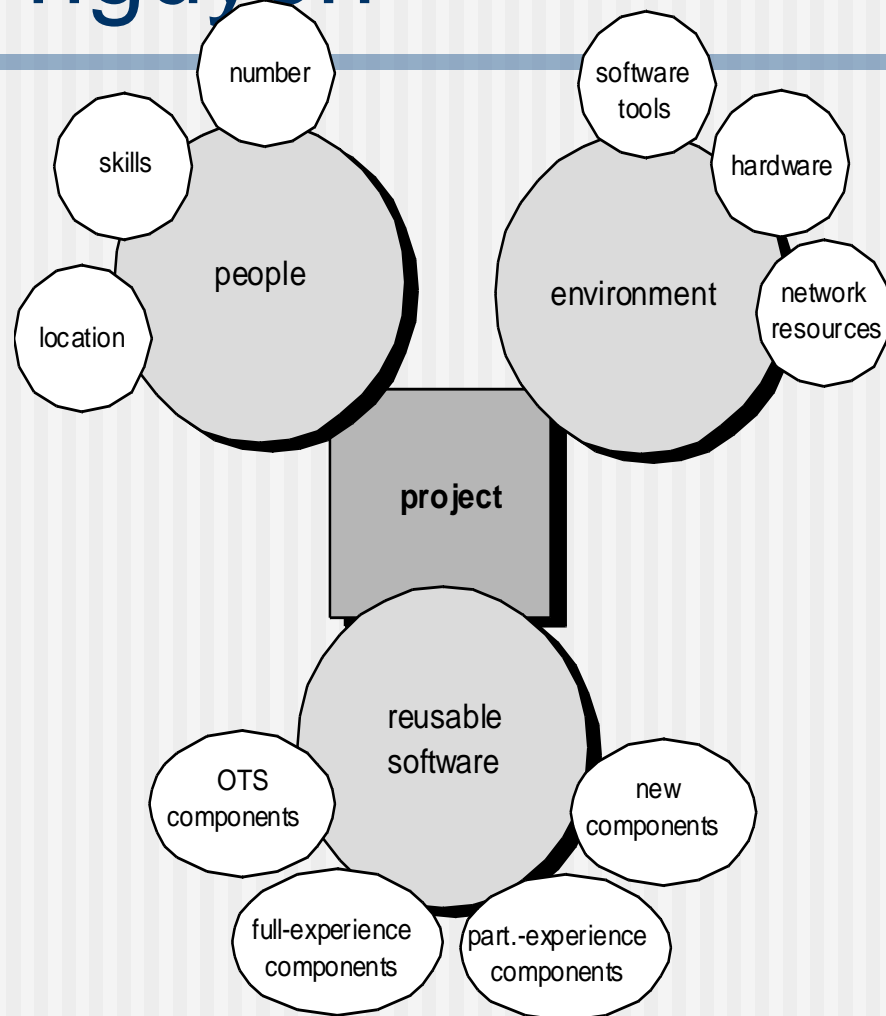 number
skills
location
people
software
tools
hardware
network
resources
environment
project
reusable
software
OTS
components
full-experience
components
part.-experience
components
new
components